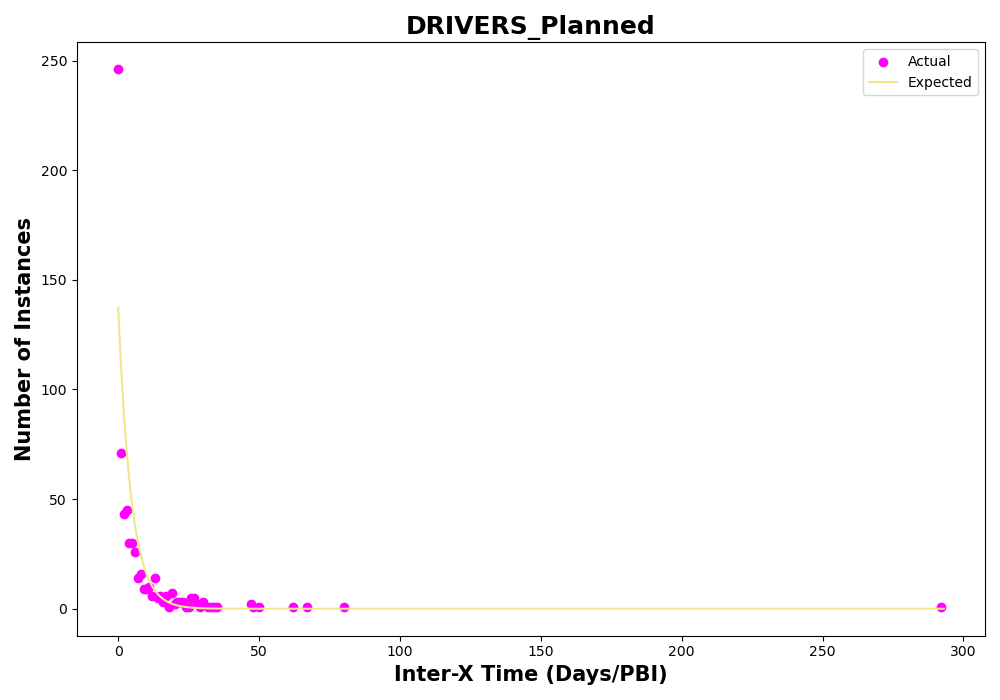 DRIVERS_Planned
Actual
Expected
250
200
150
100
50
0
Number of Instances
0 50 100 150 200 250 300
Inter-X Time (Days/PBI)